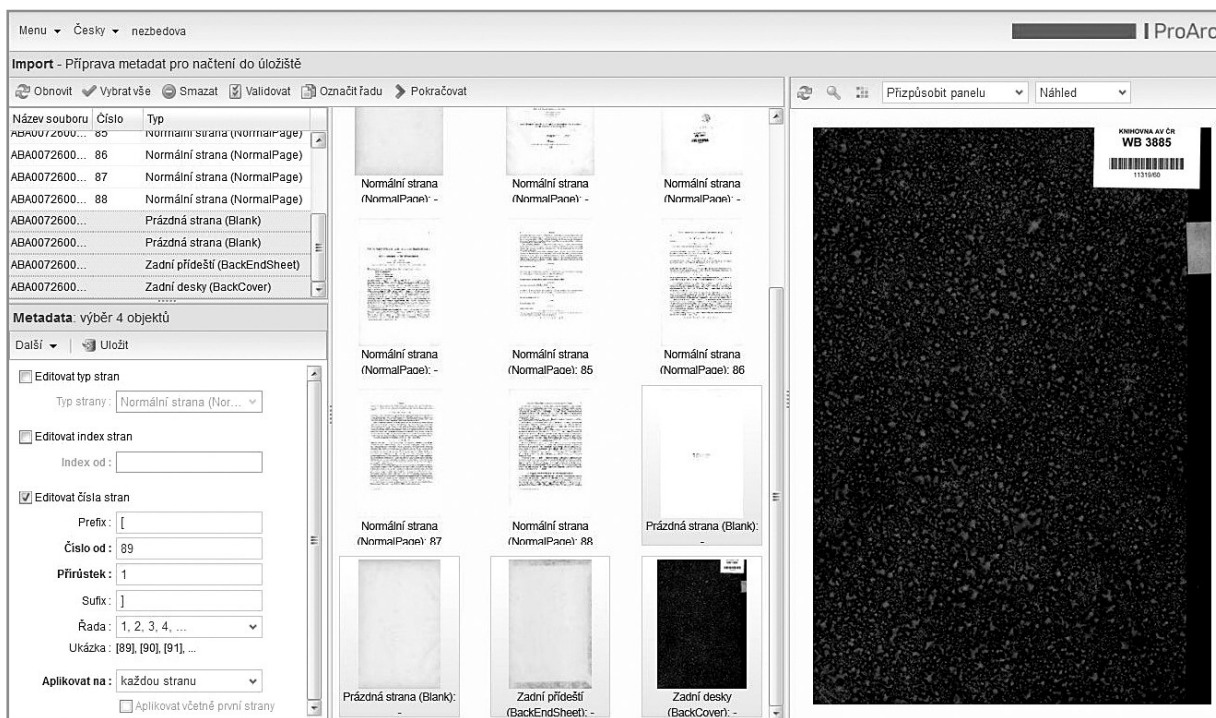 Menu Česky nezbedova
ProArc
Import - Příprava metadat pro načtení do úložiště
Obnovit Vybrat vše Smazat Validovat Označit řadu Pokračovat
Přizpůsobit panelu Náhled
Název souboru Číslo Typ
ABA0072600... 85 Normální strana (NormalPage)
ABA0072600... 86 Normální strana (NormalPage)
ABA0072600... 87 Normální strana (NormalPage)
ABA0072600... 88 Normální strana (NormalPage)
ABA0072600... Prázdná strana (Blank)
ABA0072600... Prázdná strana (Blank)
ABA0072600... Zadní přídeští (BackEndSheet)
ABA0072600... Zadní desky (BackCover)
Metadata: výběr 4 objektů
Další Uložit
Editovat typ stran
Typ strany : Normální strana (Nor...
Editovat index stran
Index od :
Editovat čísla stran
Prefix : [
Číslo od : 89
Přírůstek : 1
Sufix : ]
Řada : 1, 2, 3, 4, ...
Ukázka : [89], [90], [91], ...
Aplikovat na : každou stranu
Aplikovat včetně první strany
Normální strana
(NormalPage): -
Normální strana
(NormalPage): -
Normální strana
(NormalPage): -
Normální strana
(NormalPage): -
Normální strana
(NormalPage): 85
Normální strana
(NormalPage): 86
Normální strana
(NormalPage): 87
Normální strana
(NormalPage): 88
Prázdná strana (Blank):
-
Prázdná strana (Blank):
-
Zadní přídeští
(BackEndSheet): -
Zadní desky
(BackCover): -
KNIHOVNA AV ČR
WB 3885
11319/60